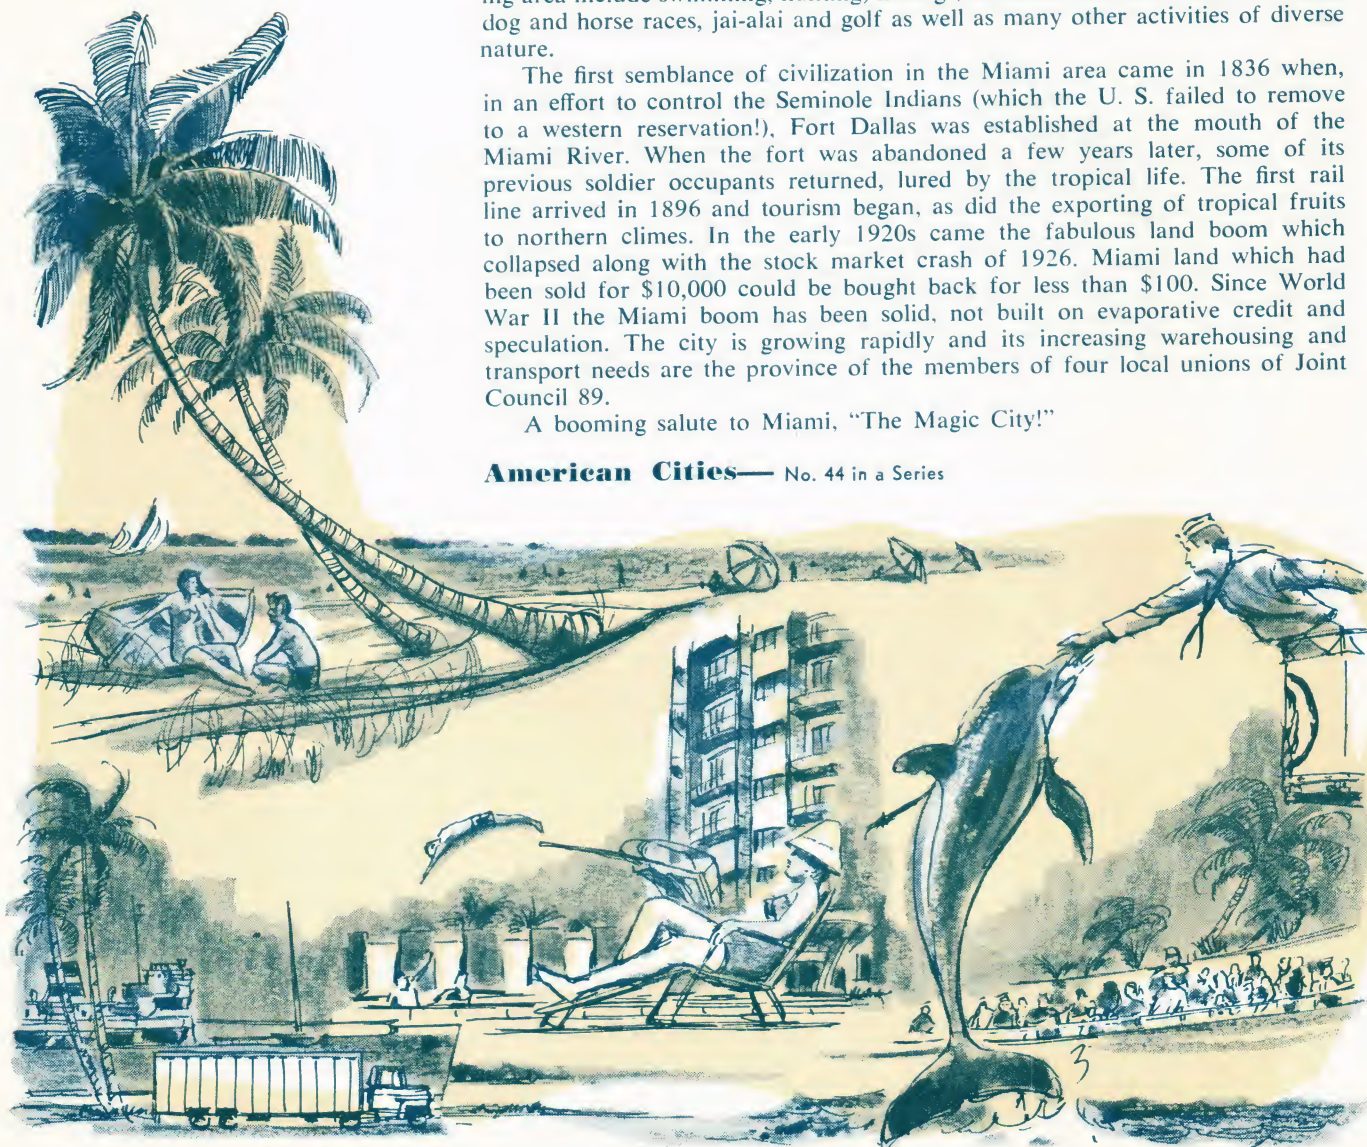 ing area include swimming,
dog and horse races, jai-alai and golf as well as many other activities of diverse
nature.
The first semblance of civilization in the Miami area came in 1836 when,
in an effort to control the Seminole Indians (which the U. S. failed to remove
to a western reservation!), Fort Dallas was established at the mouth of the
Miami River. When the fort was abandoned a few years later, some of its
previous soldier occupants returned, lured by the tropical life. The first rail
line arrived in 1896 and tourism began, as did the exporting of tropical fruits
to northern climes. In the early 1920s came the fabulous land boom which
collapsed along with the stock market crash of 1926. Miami land which had
been sold for $10,000 could be bought back for less than $100. Since World
War II the Miami boom has been solid, not built on evaporative credit and
speculation. The city is growing rapidly and its increasing warehousing and
transport needs are the province of the members of four local unions of Joint
Council 89.
A booming salute to Miami, “The Magic City!”
American Cities— No. 44 in a Series